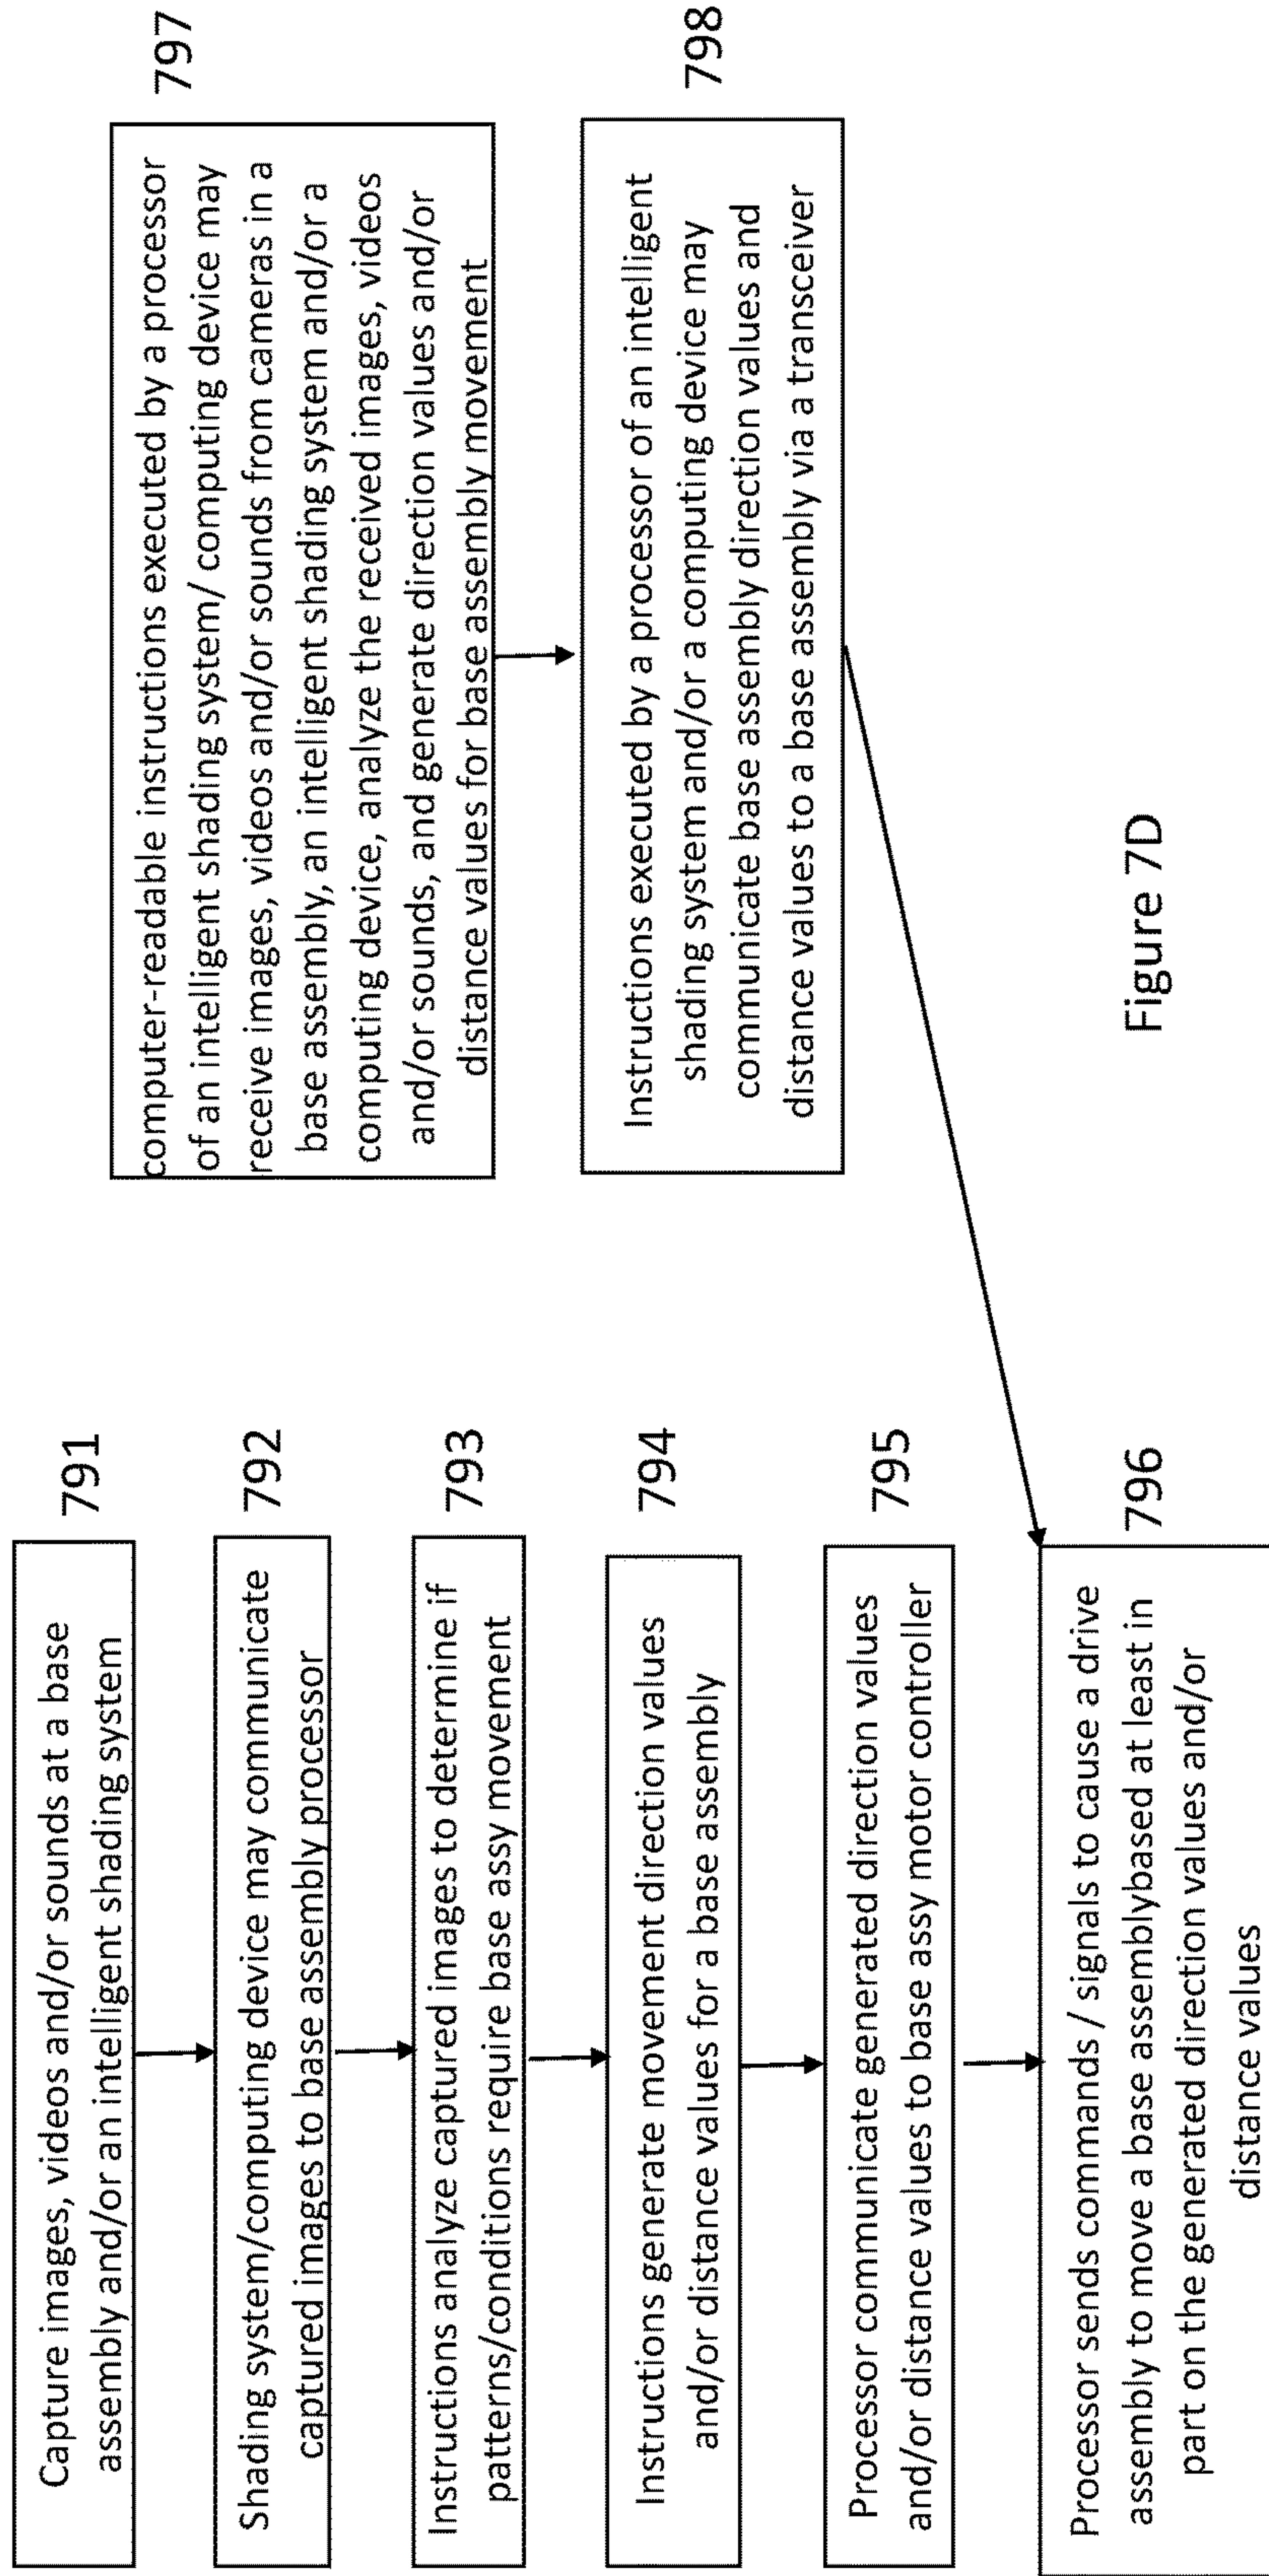 Capture images, videos and/or sounds at a base
assembly and/or an intelligent shading system
791
Shading system/computing device may communicate
captured images to base assembly processor
792
Instructions analyze captured images to determine if
patterns/conditions require base assy movement
793
Instructions generate movement direction values
and/or distance values for a base assembly
794
Processor communicate generated direction values
and/or distance values to base assy motor controller
795
Processor sends commands / signals to cause a drive
assembly to move a base assemblybased at least in
part on the generated direction values and/or
distance values
796
computer-readable instructions executed by a processor
of an intelligent shading system/ computing device may
receive images, videos and/or sounds from cameras in a
base assembly, an intelligent shading system and/or a
computing device, analyze the received images, videos
and/or sounds, and generate direction values and/or
distance values for base assembly movement
797
Instructions executed by a processor of an intelligent
shading system and/or a computing device may
communicate base assembly direction values and
distance values to a base assembly via a transceiver
798
Figure 7D